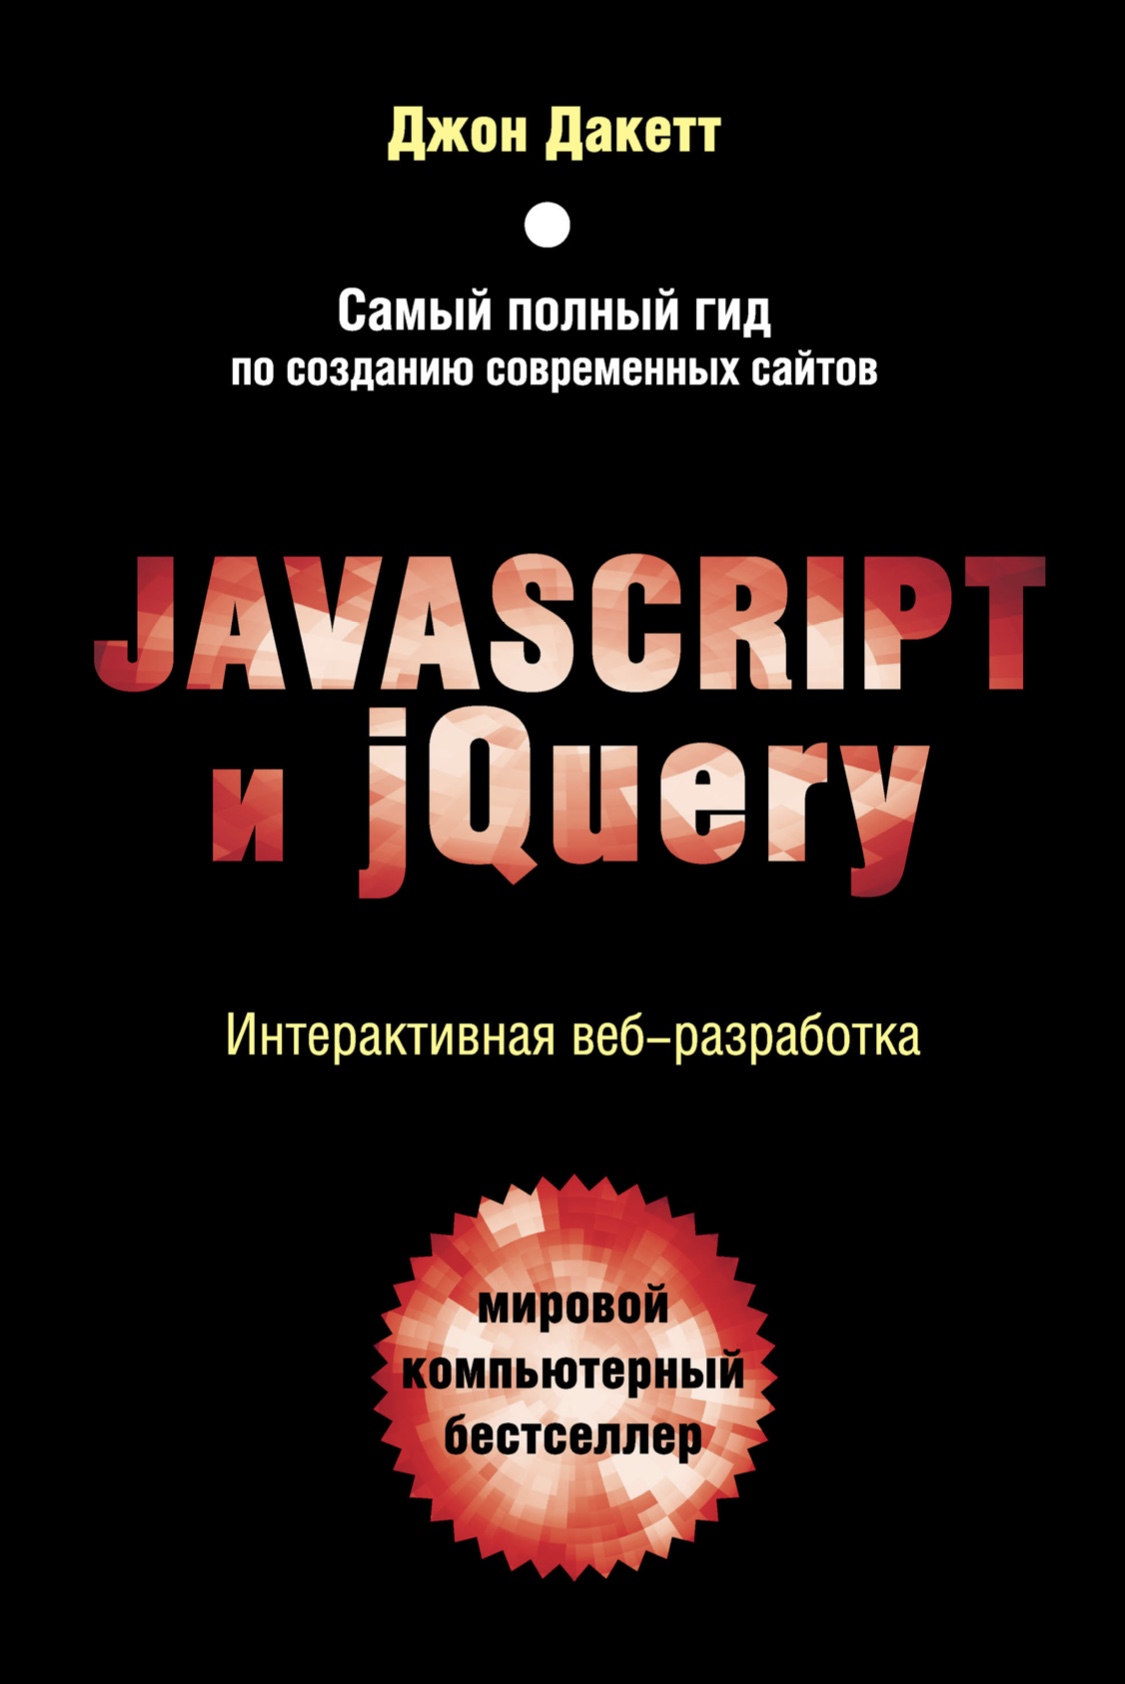 Джон Дакетт
Самый полный гид
по созданию современных сайтов
JAVASCRIPT
и jQuery
Интерактивная веб–разработка
мировой
компьютерный
бестселлер